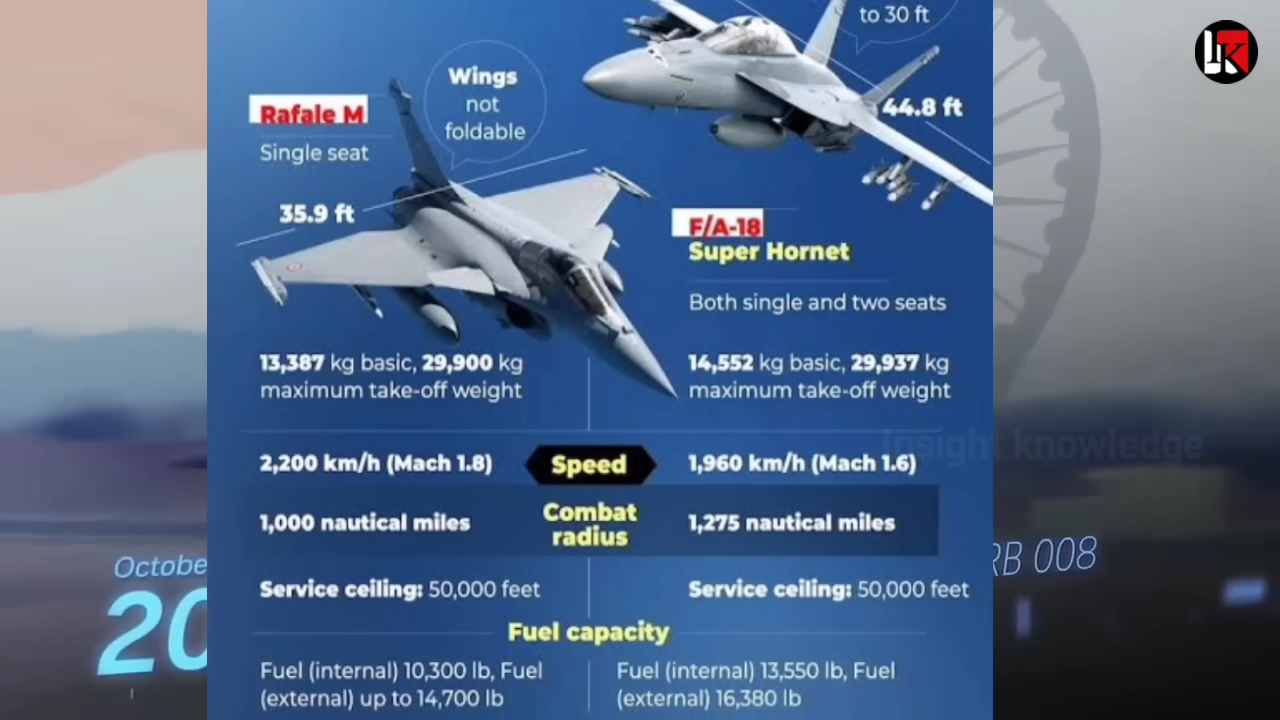 to 30 ft
LK
Wings
not
foldable
44.8 ft
Rafale M
Single seat
35.9 ft
F/A-18
Super Hornet
Both single and two seats
13,387 kg basic, 29,900 kg
maximum take-off weight
14,552 kg basic, 29,937 kg
maximum take-off weight
Insight knowledge
2,200 km/h (Mach 1.8)
Speed
1,960 km/h (Mach 1.6)
1,000 nautical miles
Combat
radius
1,275 nautical miles
Service ceiling: 50,000 feet
Service ceiling: 50,000 feet
Octobe
20
RB 008
Fuel capacity
Fuel (internal) 10,300 lb, Fuel
(external) up to 14,700 lb
Fuel (internal) 13,550 lb, Fuel
(external) 16,380 lb